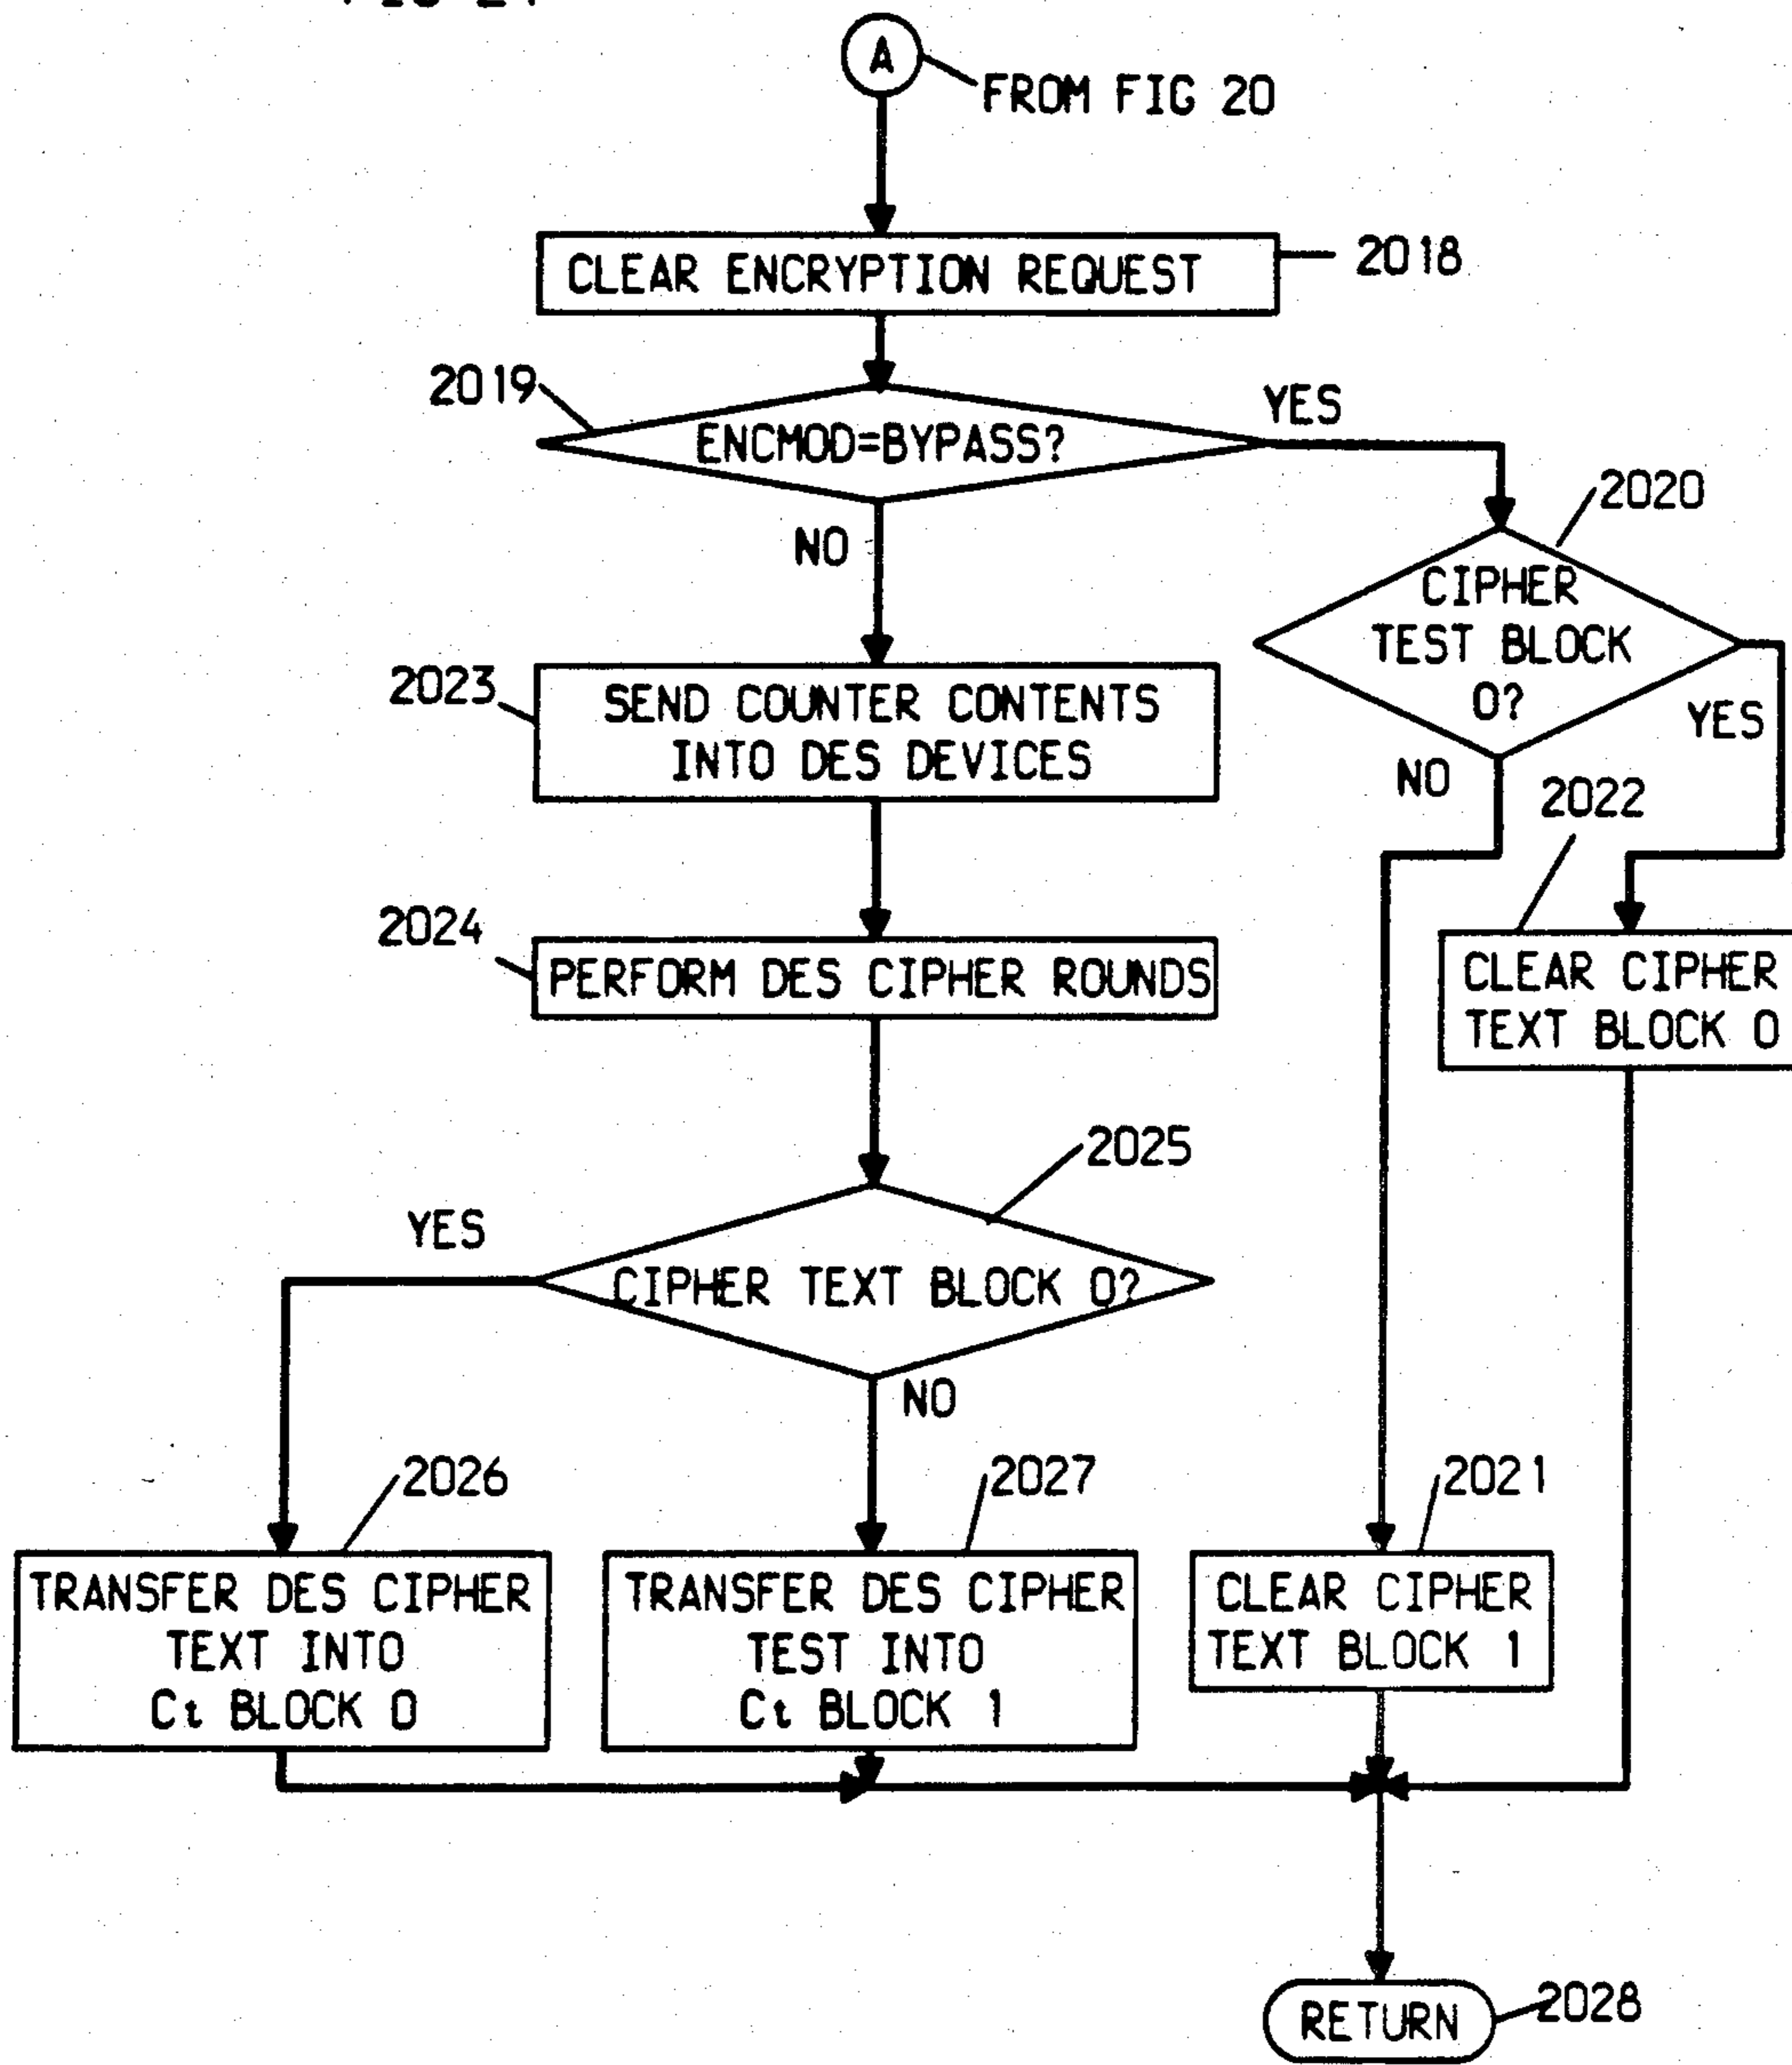 A
FROM FIG 20
CLEAR ENCRYPTION REQUEST
2018
2019
ENCMOD=BYPASS?
YES
NO
2020
CIPHER
TEST BLOCK
0?
YES
NO
2023
SEND COUNTER CONTENTS
INTO DES DEVICES
2022
CLEAR CIPHER
TEXT BLOCK 0
2024
PERFORM DES CIPHER ROUNDS
2025
YES
CIPHER TEXT BLOCK 0?
NO
2026
TRANSFER DES CIPHER
TEXT INTO
Ct BLOCK 0
2027
TRANSFER DES CIPHER
TEST INTO
Ct BLOCK 1
2021
CLEAR CIPHER
TEXT BLOCK 1
RETURN
2028